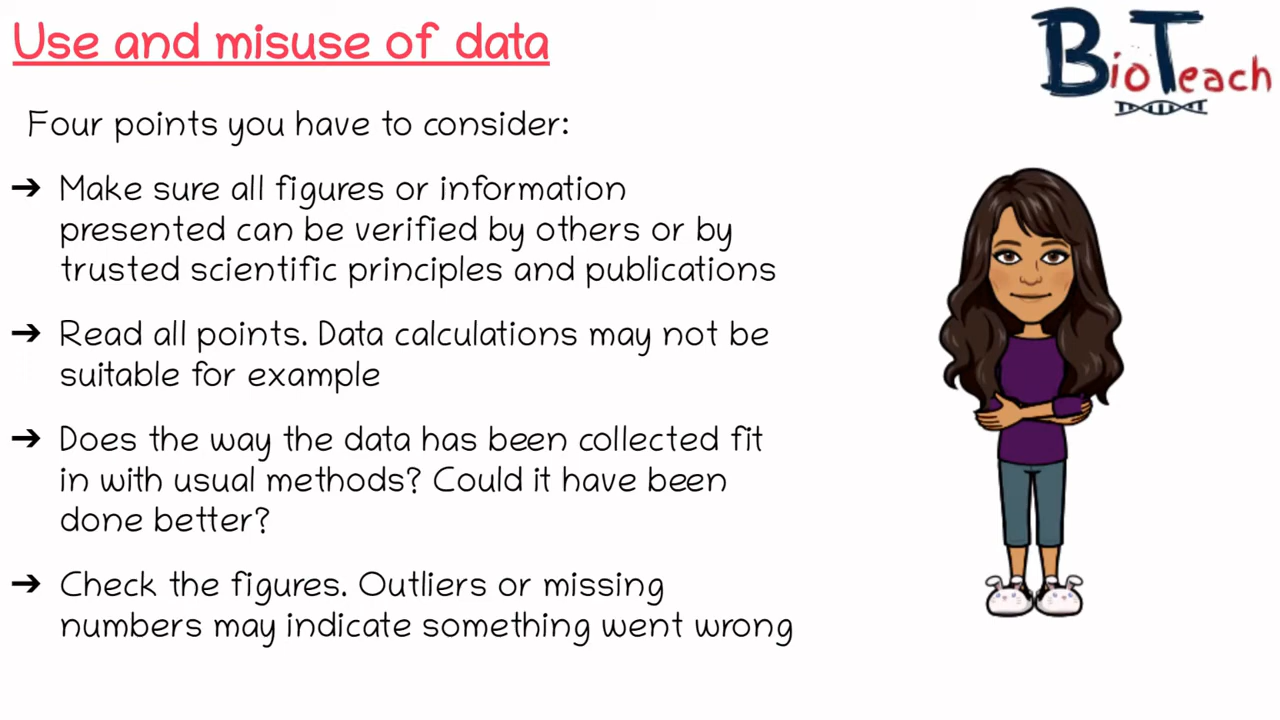 Use and misuse of data
BioTeach
Four points you have to consider:
➔ Make sure all figures or information
presented can be verified by others or by
trusted scientific principles and publications
➔ Read all points. Data calculations may not be
suitable for example
➔ Does the way the data has been collected fit
in with usual methods? Could it have been
done better?
➔ Check the figures. Outliers or missing
numbers may indicate something went wrong